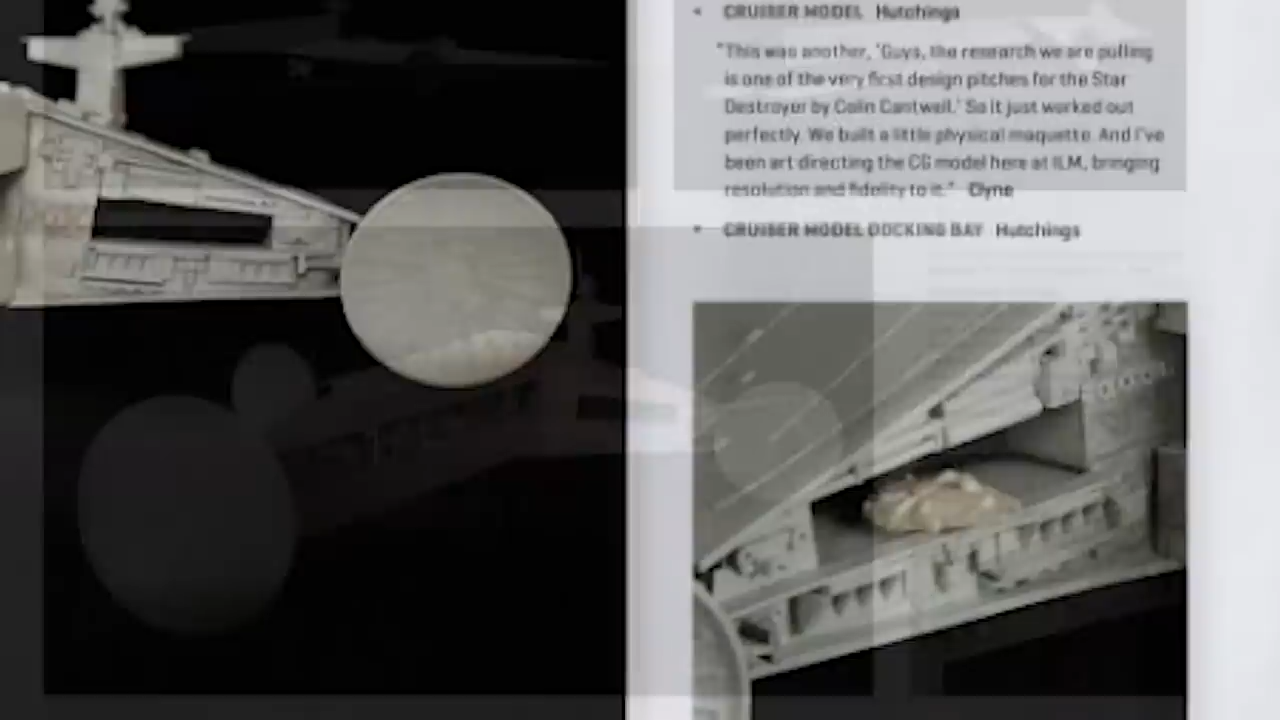 CRUISER MODEL Hutchings
"This was another, 'Guys, the research we are pulling
is one of the very first design pitches for the Star
Destroyer by Colin Cantwell.' So it just worked out
perfectly. We built a little physical maquette. And I've
been art directing the CG model here at ILM, bringing
resolution and fidelity to it." Clyne
CRUISER MODEL DOCKING BAY Hutchings